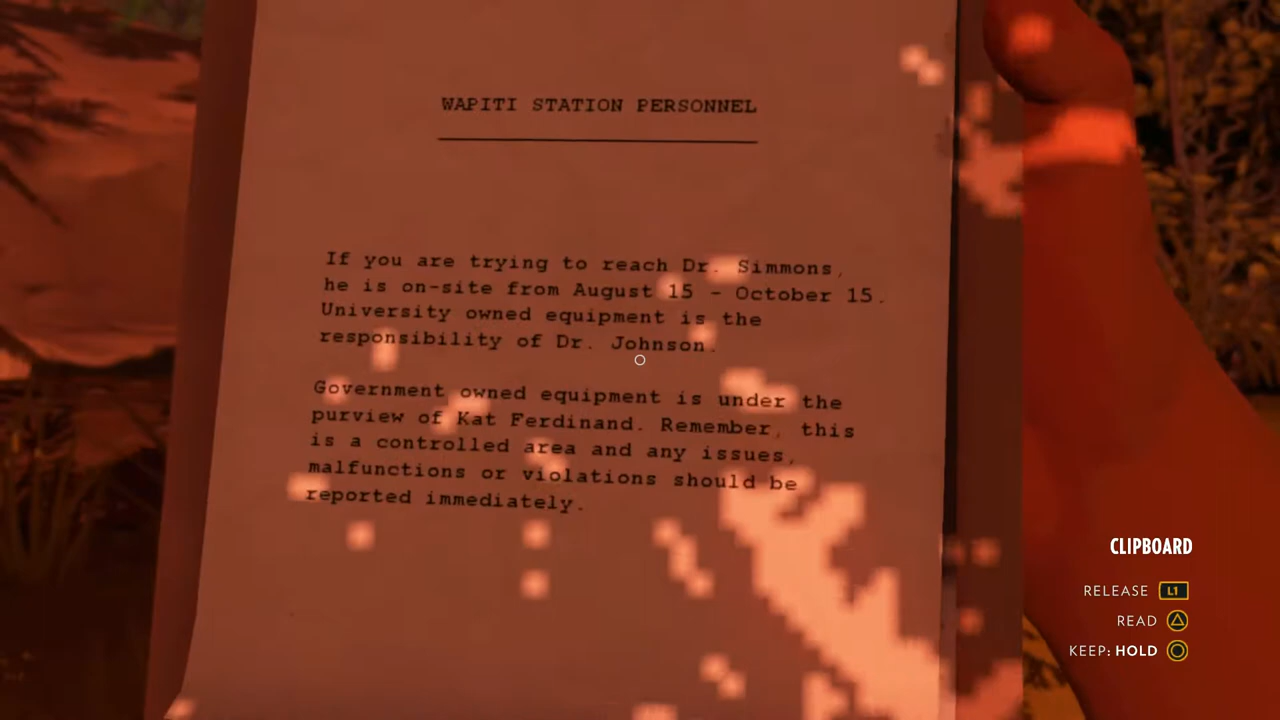 WAPITI STATION PERSONNEL
If you are trying to reach Dr. Simmons,
he is on-site from August 15 - October 15.
University owned equipment is the
responsibility of Dr. Johnson.
Government owned equipment is under the
purview of Kat Ferdinand. Remember, this
is a controlled area and any issues,
malfunctions or violations should be
reported immediately.
CLIPBOARD
RELEASE L1
READ
KEEP: HOLD